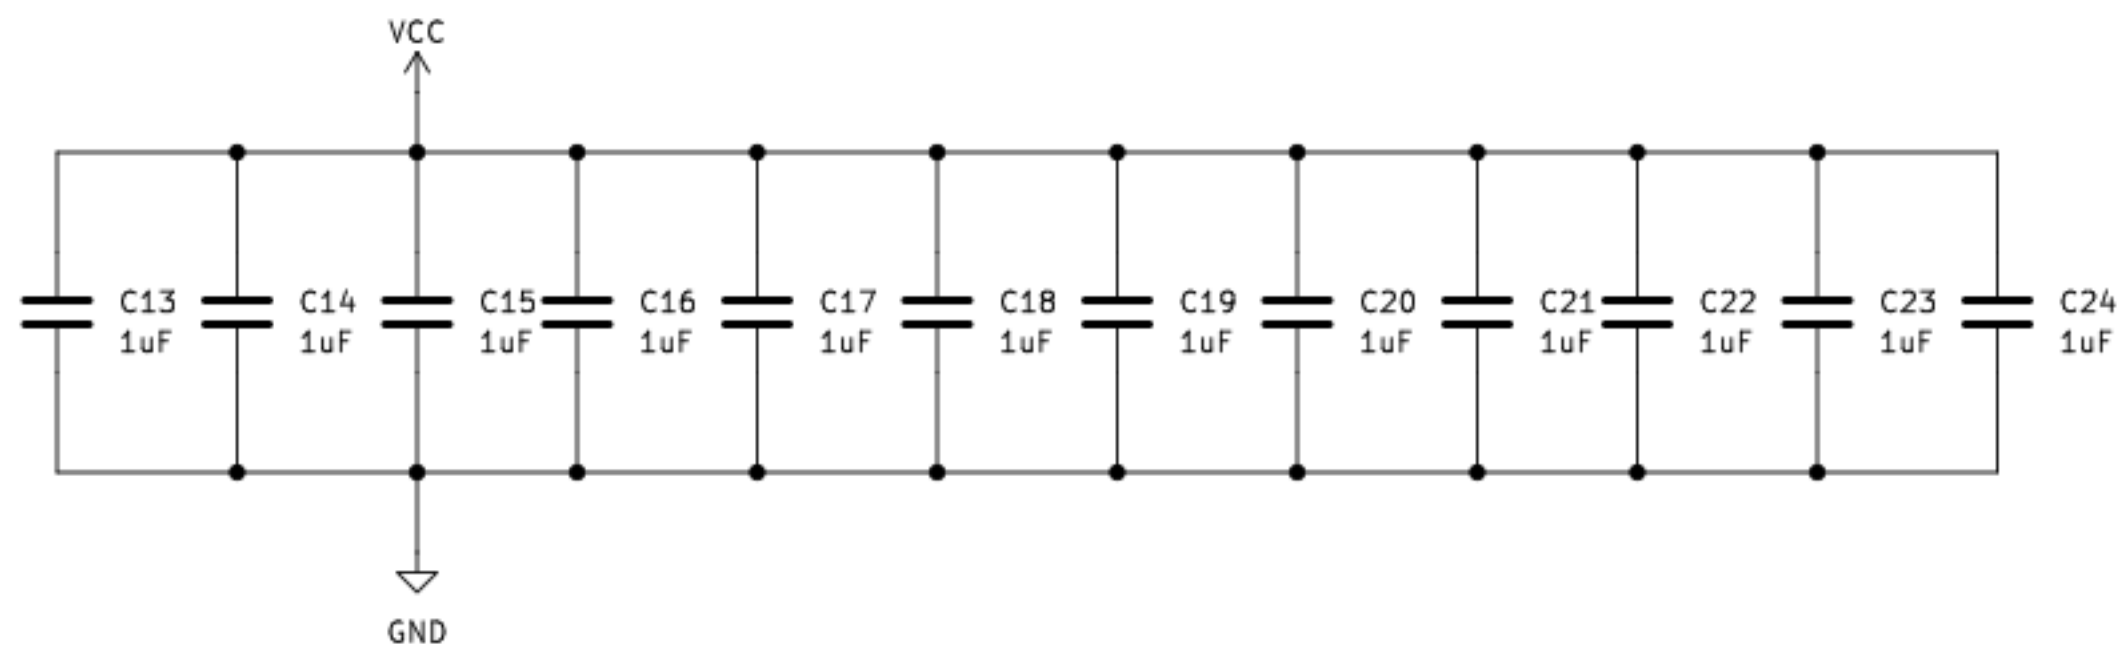 VCC
C13
1uF
C14
1uF
C15
1uF
C16
1uF
C17
1uF
C18
1uF
C19
1uF
C20
1uF
C21
1uF
C22
1uF
C23
1uF
C24
1uF
GND